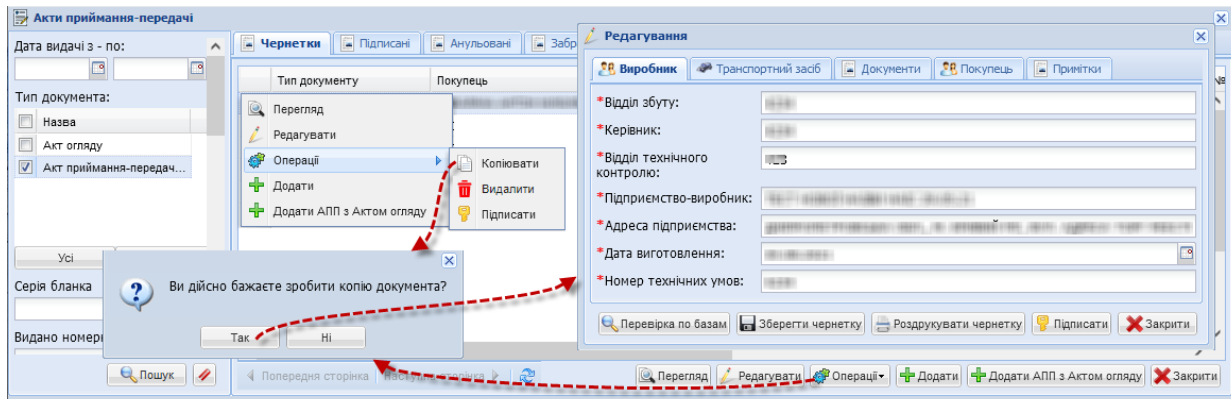 Акти приймання-передачі
Дата видачі з - по:
Тип документа:
Назва
Акт огляду
Акт приймання-передач...
Усі
Серія бланка
Видано номери
Пошук
Чернетки Підписані Анульовані Забр
Тип документу Покупець №
Перегляд
Редагувати
Операції
Додати
Додати АПП з Актом огляду
Копіювати
Видалити
Підписати
Ви дійсно бажаєте зробити копію документа?
Так Ні
Редагування
Виробник Транспортний засіб Документи Покупець Примітки
*Відділ збуту:
*Керівник:
*Відділ технічного
контролю:
*Підприємство-виробник:
*Адреса підприємства:
*Дата виготовлення:
*Номер технічних умов:
Перевірка по базам Зберегти чернетку Роздрукувати чернетку Підписати Закрити
Попередня сторінка Наступна сторінка Перегляд Редагувати Операції Додати Додати АПП з Актом огляду Закрити